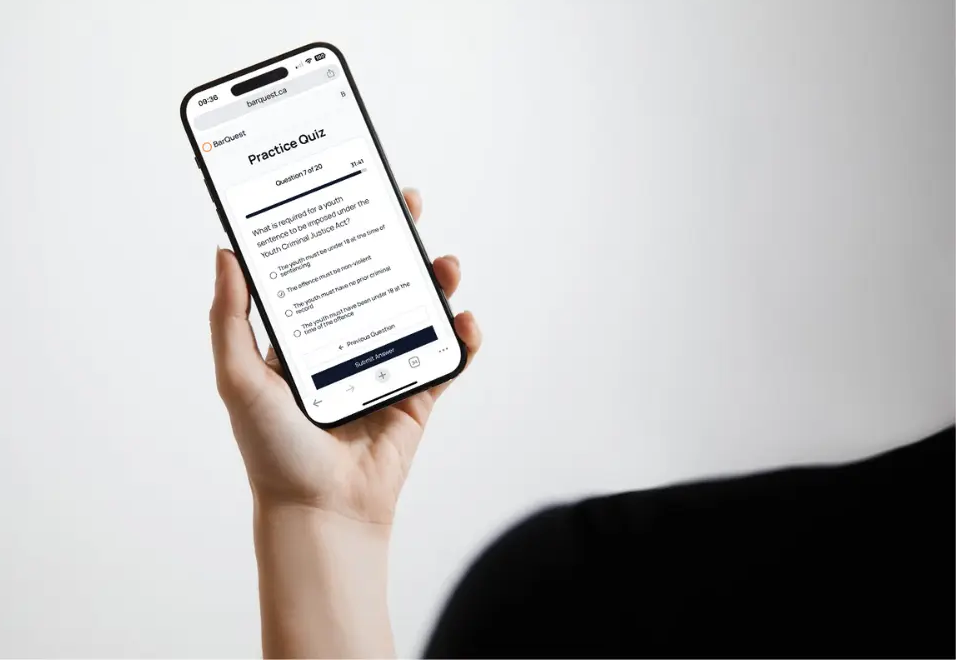 09:36
barquest.ca
B
BarQuest
Practice Quiz
Question 7 of 20
31:41
What is required for a youth
sentence to be imposed under the
Youth Criminal Justice Act?
The youth must be under 18 at the time of
sentencing
The offence must be non-violent
The youth must have no prior criminal
record
The youth must have been under 18 at the
time of the offence
← Previous Question
Submit Answer